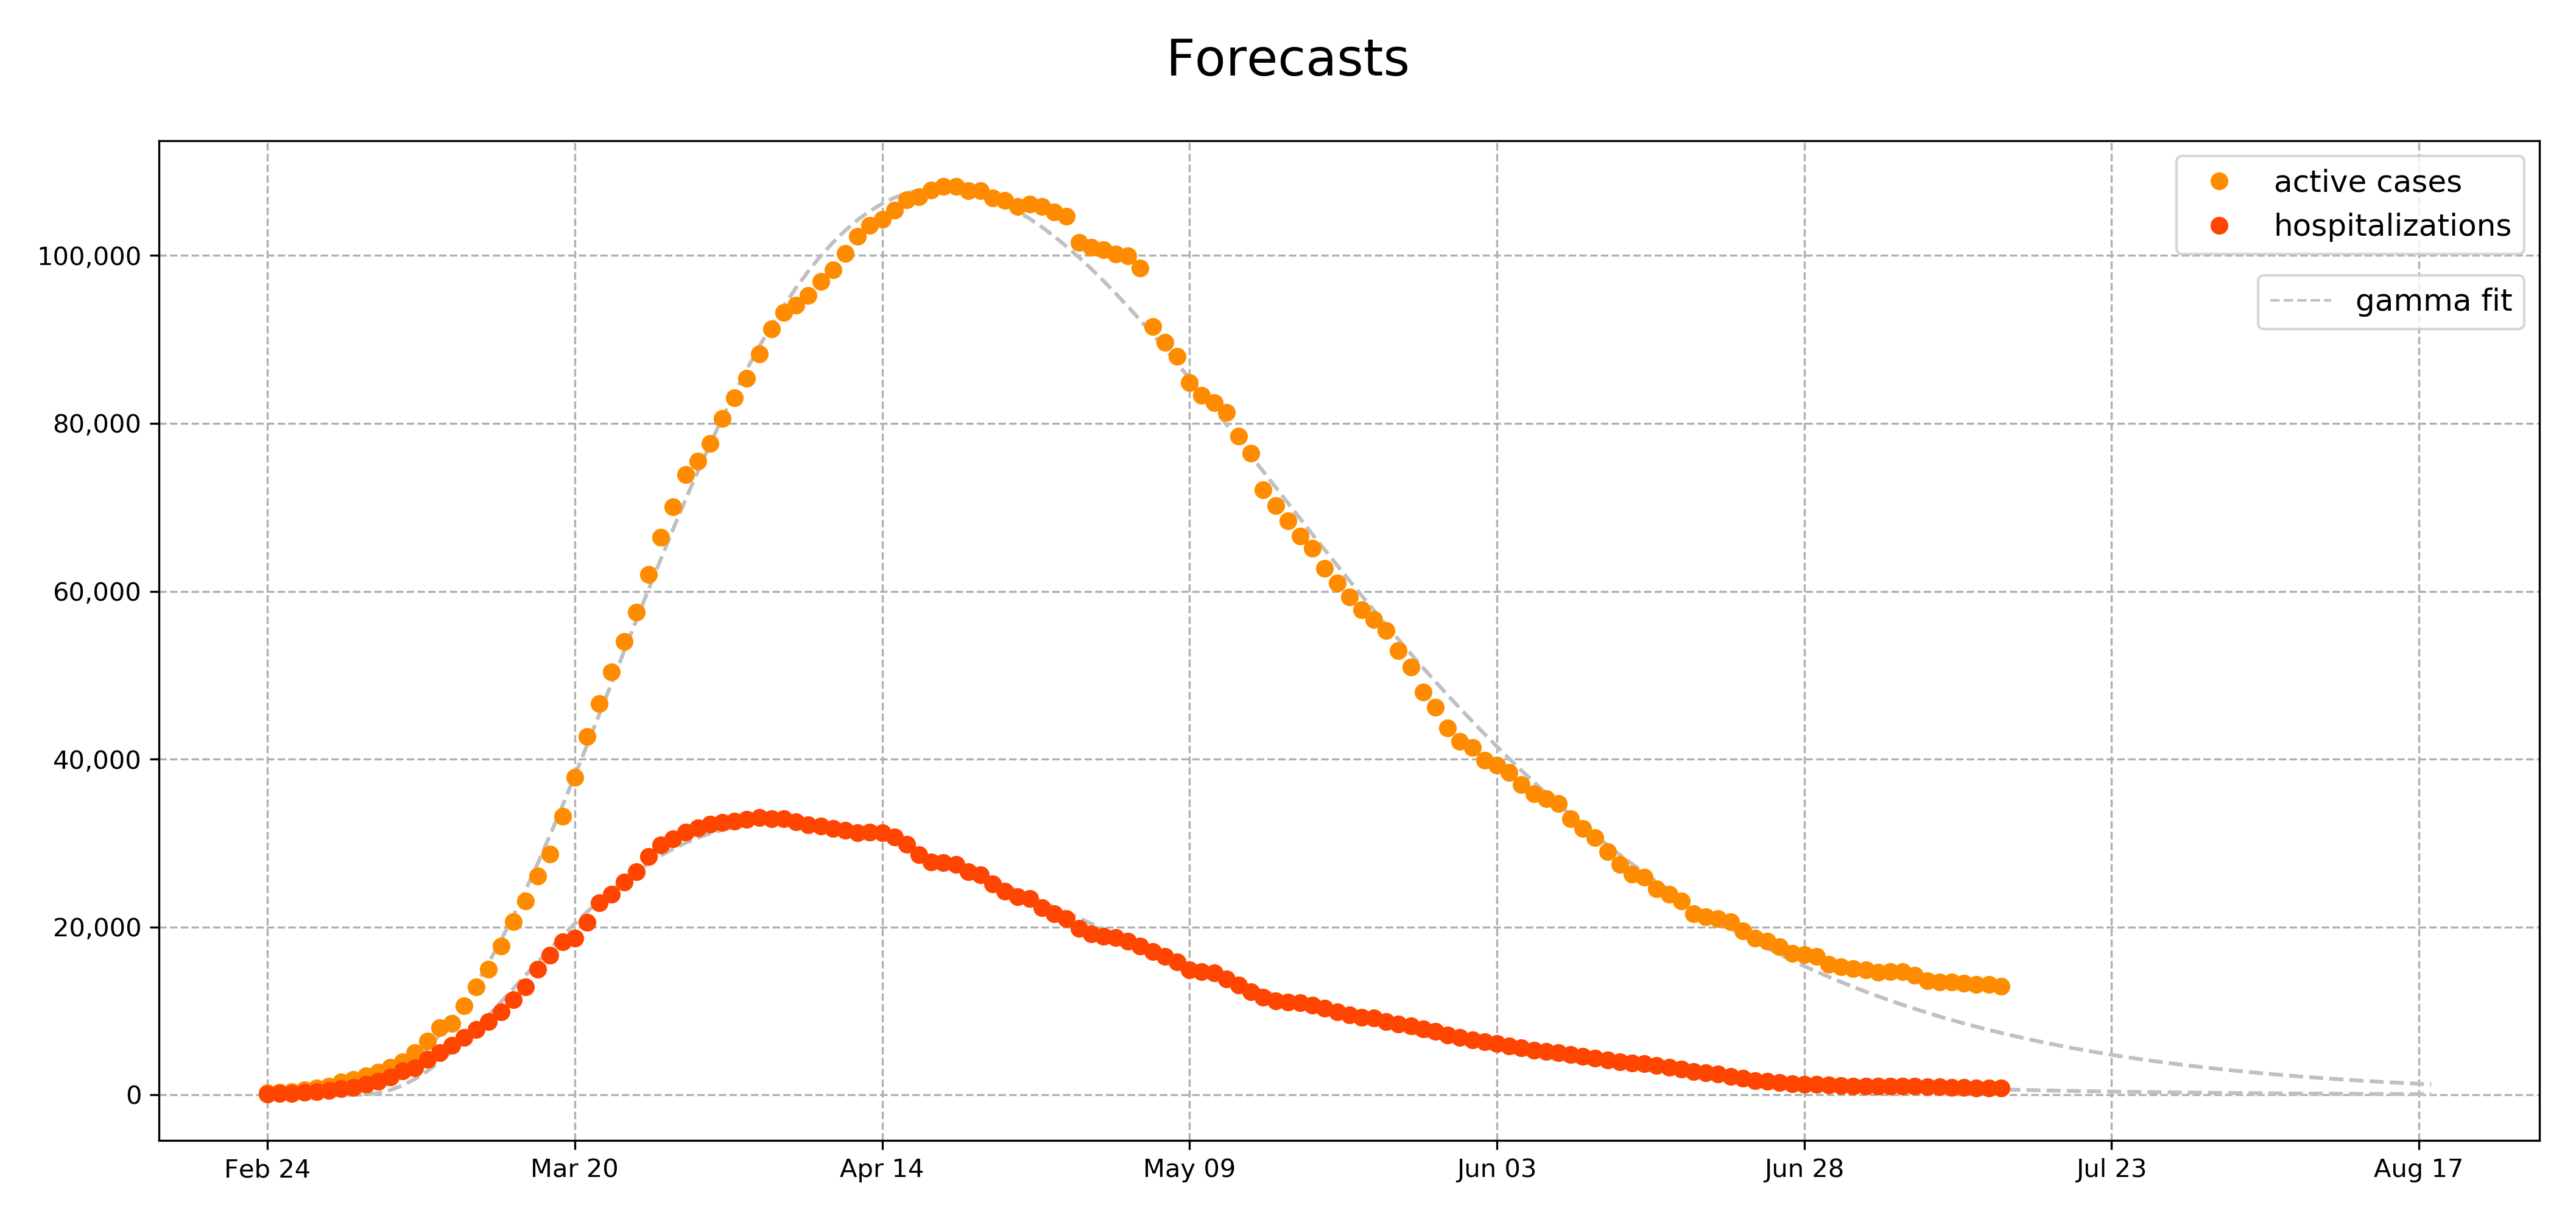 Forecasts
active cases
hospitalizations
gamma fit
100,000
80,000
60,000
40,000
20,000
0
Feb 24 Mar 20 Apr 14 May 09 Jun 03 Jun 28 Jul 23 Aug 17